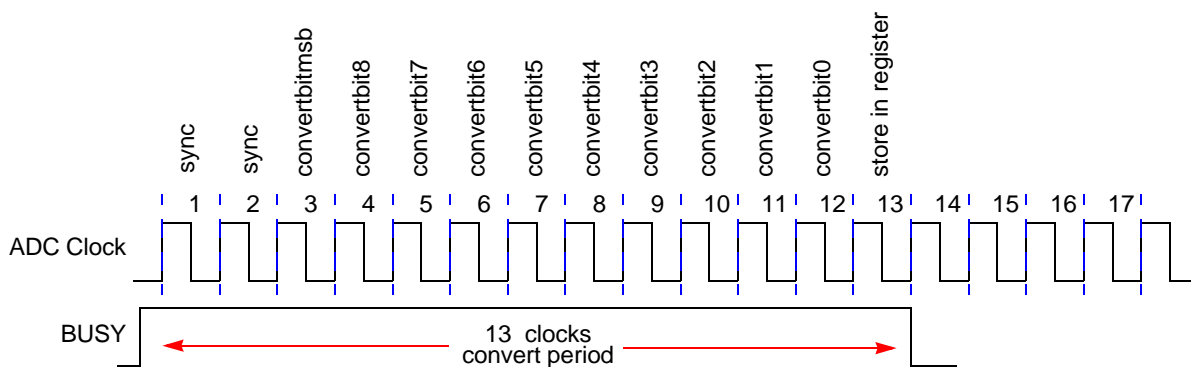 sync
sync
convertbitmsb
convertbit8
convertbit7
convertbit6
convertbit5
convertbit4
convertbit3
convertbit2
convertbit1
convertbit0
store in register
1 2 3 4 5 6 7 8 9 10 11 12 13 14 15 16 17
ADC Clock
BUSY
13 clocks
convert period